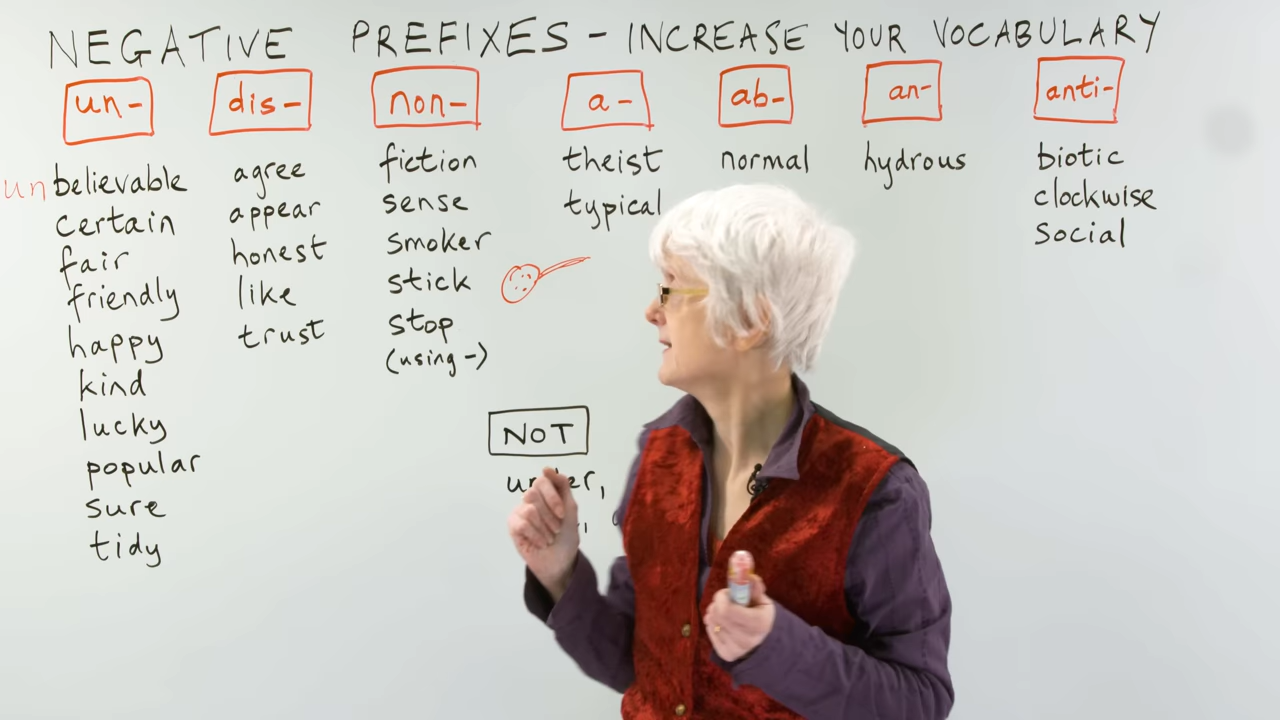 NEGATIVE PREFIXES - INCREASE YOUR VOCABULARY
un-
unbelievable
certain
fair
friendly
happy
kind
lucky
popular
sure
tidy
dis-
agree
appear
honest
like
trust
non-
fiction
sense
smoker
stick
stop
(using -)
a-
theist
typical
ab-
normal
an-
hydrous
anti-
biotic
clockwise
social
NOT